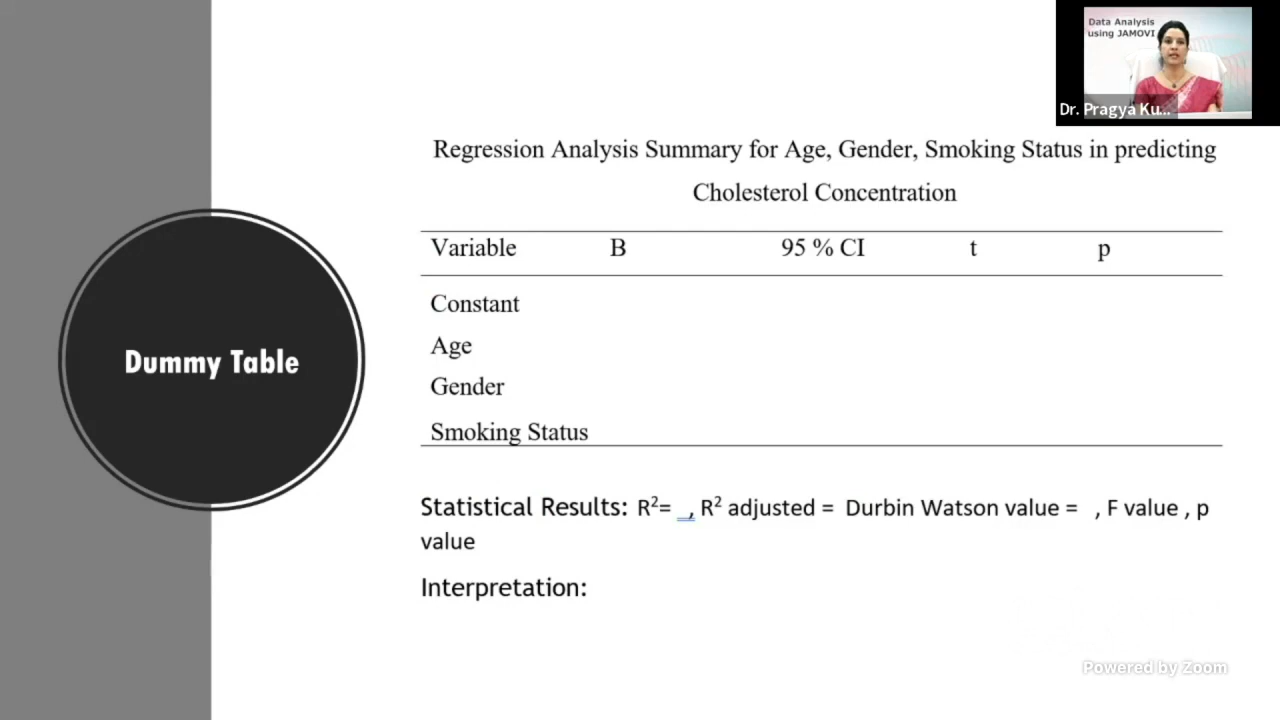 Data Analysis
using JAMOVI
Dr. Pragya Ku...
Regression Analysis Summary for Age, Gender, Smoking Status in predicting
Cholesterol Concentration
Variable B 95 % CI t p
Constant
Age
Gender
Smoking Status
Dummy Table
Statistical Results: R²= , R² adjusted = Durbin Watson value = , F value , p
value
Interpretation:
Powered by Zoom